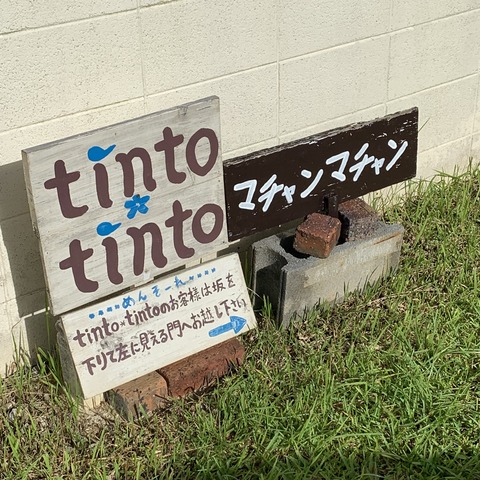 tinto
*
tinto
マチャンマチャン
めんそーれ
tinto*tintoのお客様は坂を
下りて左に見える門へお越し下さい